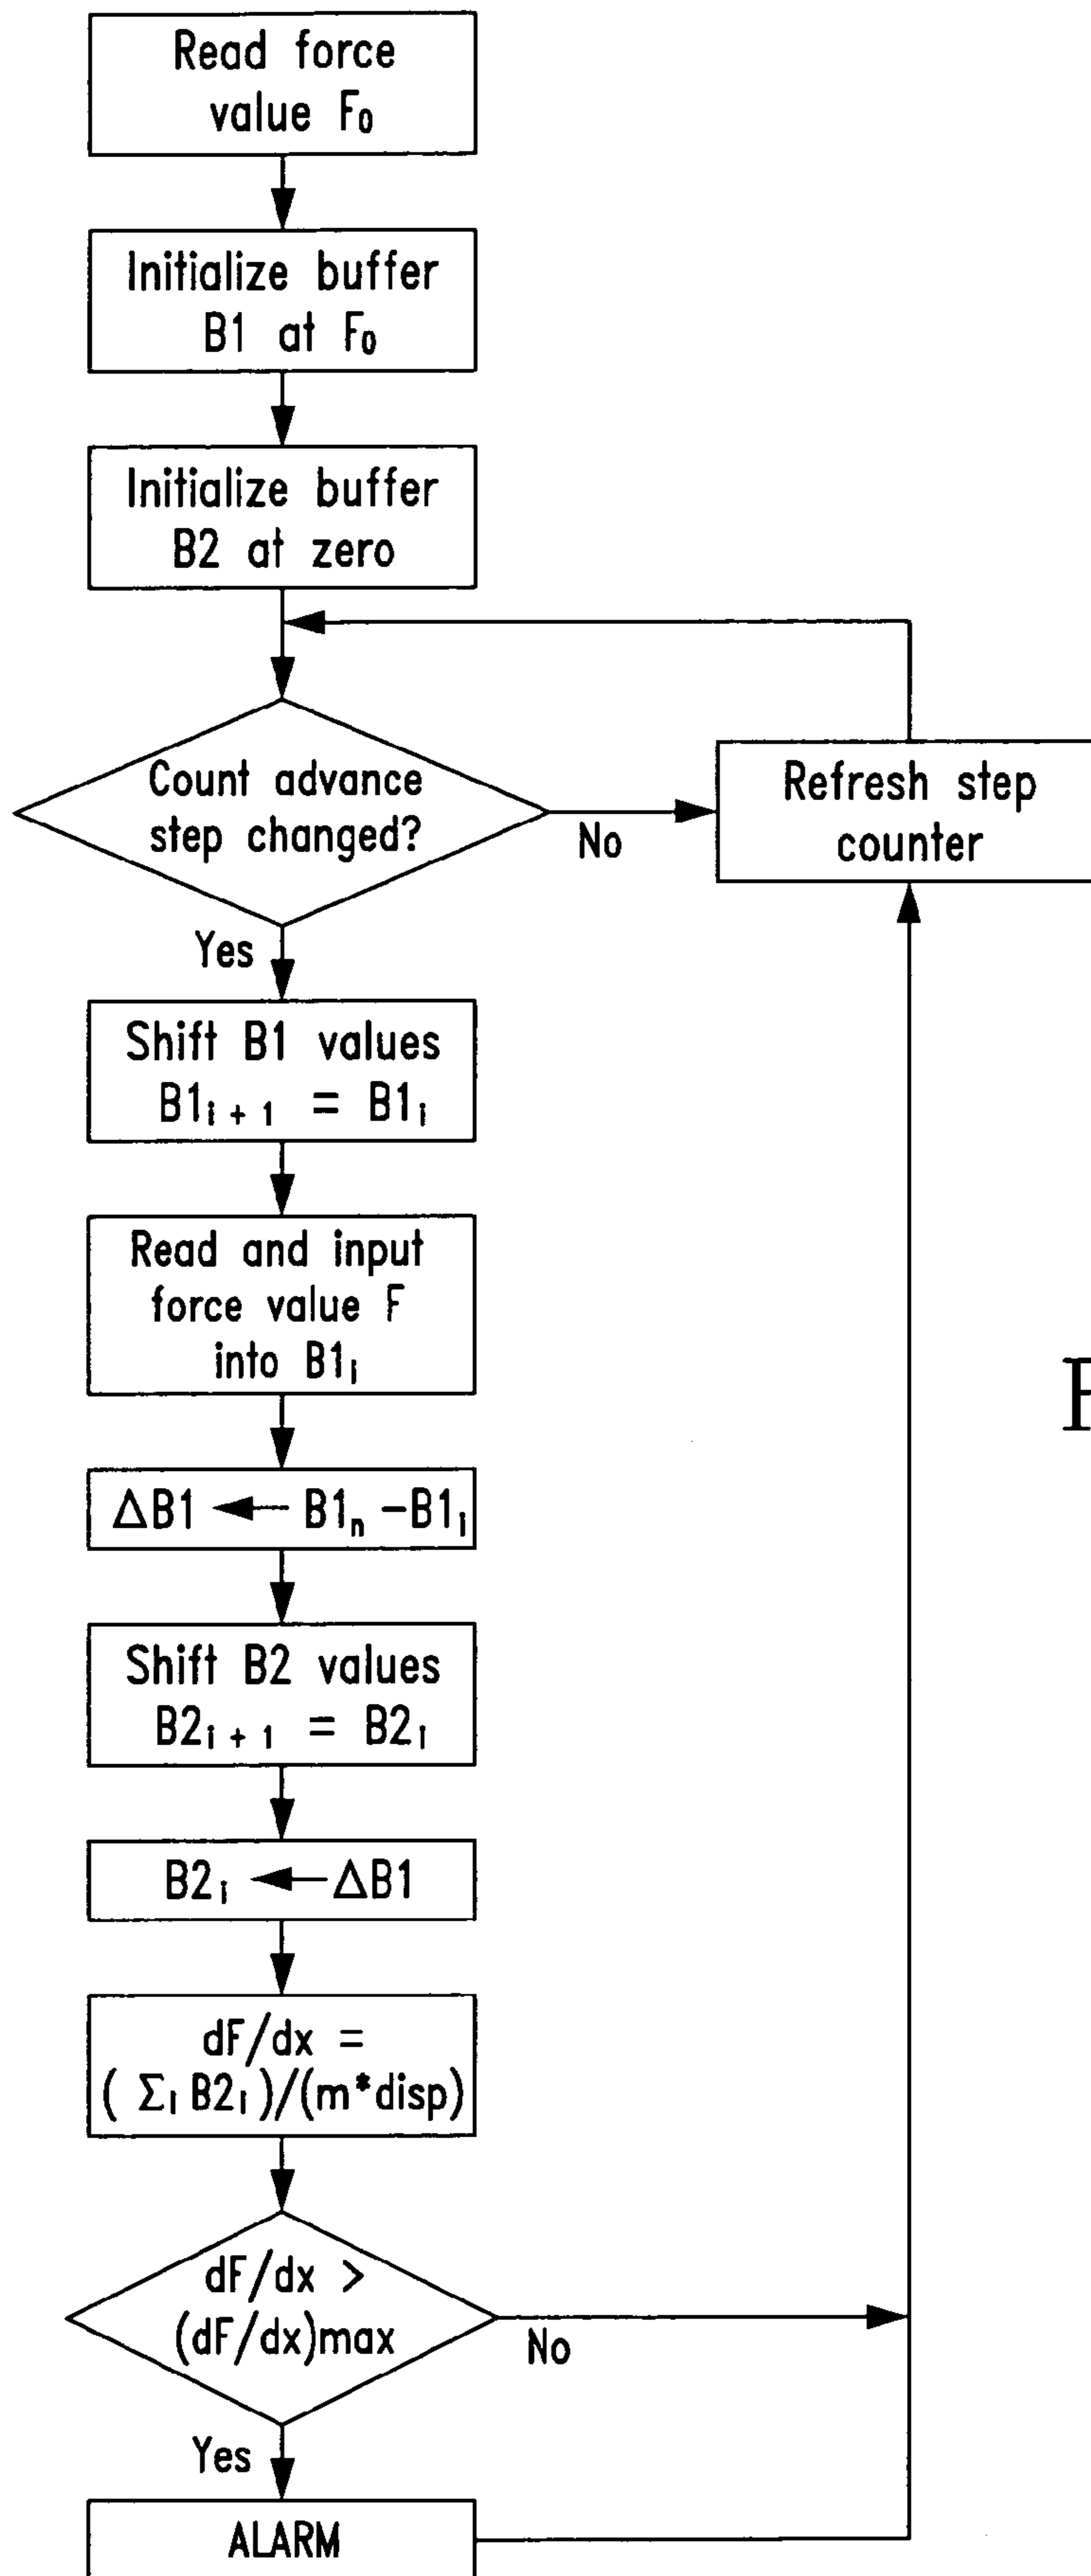 Read force
value F₀
Initialize buffer
B1 at F₀
Initialize buffer
B2 at zero
Count advance
step changed?
No
Refresh step
counter
Yes
Shift B1 values
B1ᵢ ₊ ₁ = B1ᵢ
Read and input
force value F
into B1ᵢ
F
ΔB1 ← B1ₙ −B1ᵢ
Shift B2 values
B2ᵢ ₊ ₁ = B2ᵢ
B2ᵢ ← ΔB1
dF/dx =
( Σᵢ B2ᵢ )/(m*disp)
dF/dx >
(dF/dx)max
No
Yes
ALARM